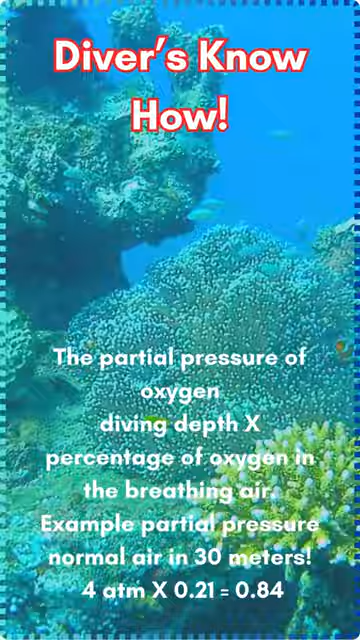 Diver’s Know
How!
The partial pressure of
oxygen
diving depth X
percentage of oxygen in
the breathing air.
Example partial pressure
normal air in 30 meters!
4 atm X 0.21 = 0.84